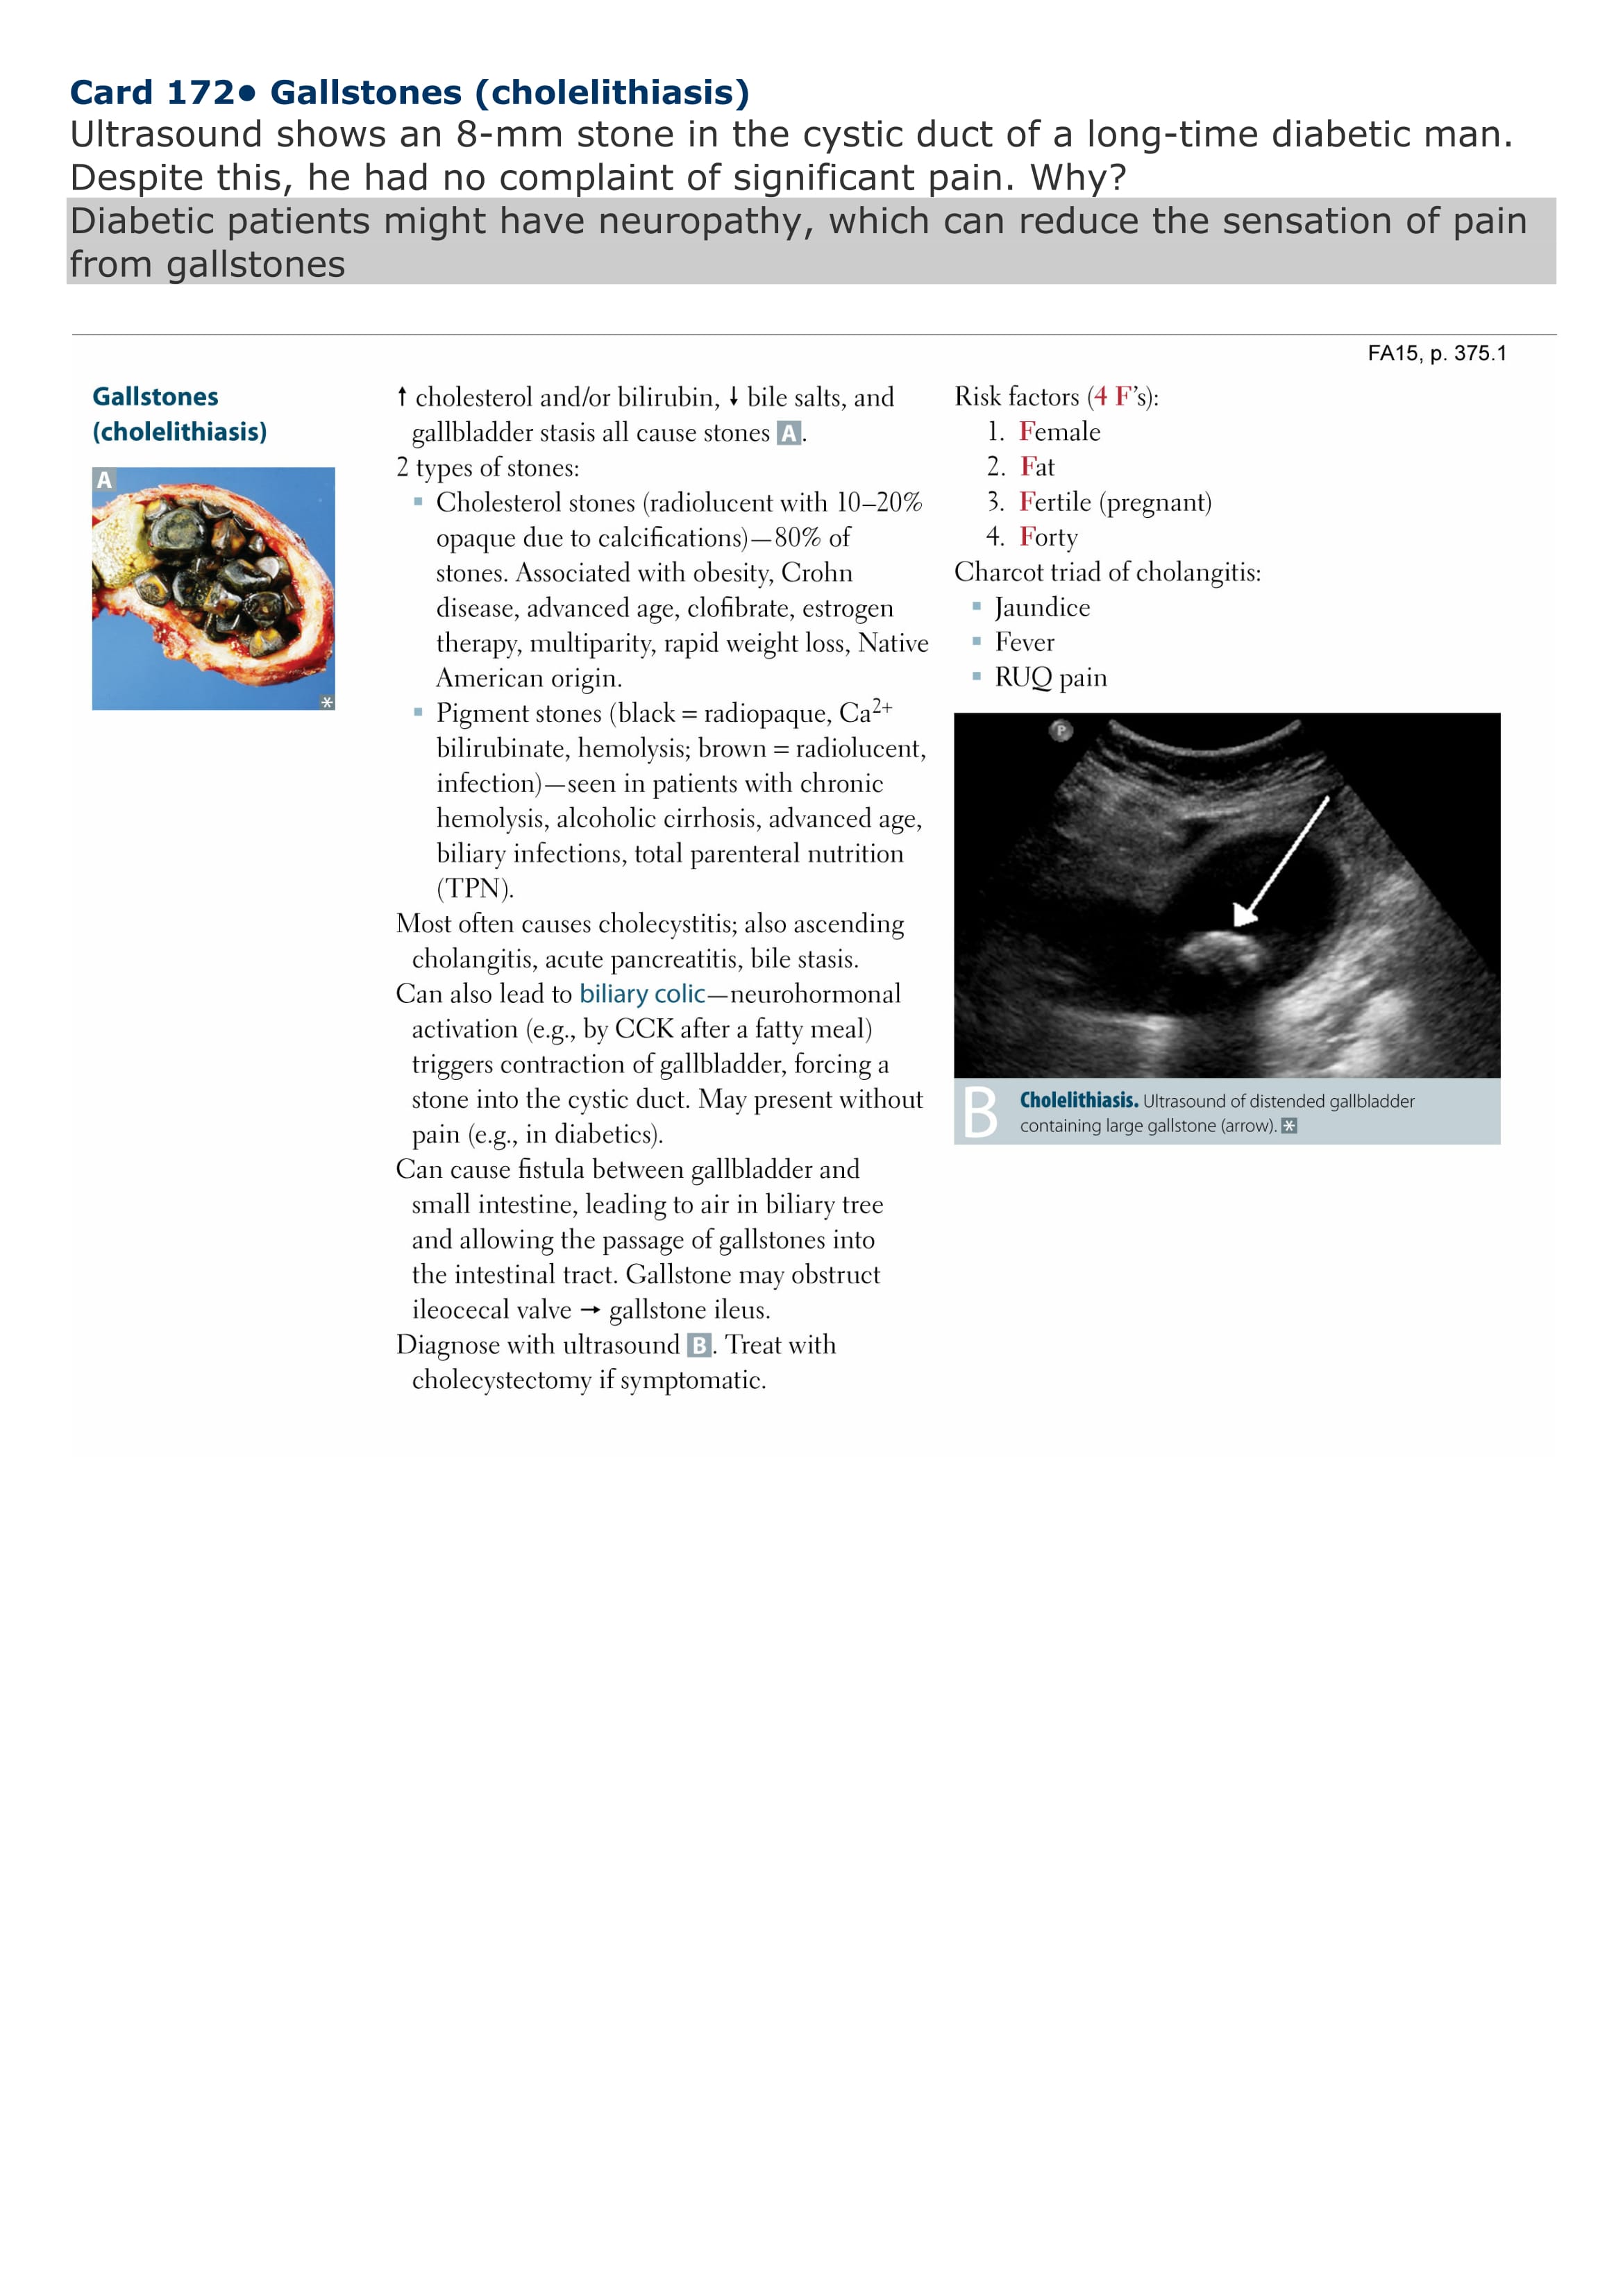 Card 172• Gallstones (cholelithiasis)
Ultrasound shows an 8-mm stone in the cystic duct of a long-time diabetic man.
Despite this, he had no complaint of significant pain. Why?
Diabetic patients might have neuropathy, which can reduce the sensation of pain
from gallstones
FA15, p. 375.1
Gallstones
(cholelithiasis)
A
*
↑ cholesterol and/or bilirubin, ↓ bile salts, and
gallbladder stasis all cause stones A.
2 types of stones:
▪ Cholesterol stones (radiolucent with 10–20%
opaque due to calcifications)—80% of
stones. Associated with obesity, Crohn
disease, advanced age, clofibrate, estrogen
therapy, multiparity, rapid weight loss, Native
American origin.
▪ Pigment stones (black = radiopaque, Ca²⁺
bilirubinate, hemolysis; brown = radiolucent,
infection)—seen in patients with chronic
hemolysis, alcoholic cirrhosis, advanced age,
biliary infections, total parenteral nutrition
(TPN).
Most often causes cholecystitis; also ascending
cholangitis, acute pancreatitis, bile stasis.
Can also lead to biliary colic—neurohormonal
activation (e.g., by CCK after a fatty meal)
triggers contraction of gallbladder, forcing a
stone into the cystic duct. May present without
pain (e.g., in diabetics).
Can cause fistula between gallbladder and
small intestine, leading to air in biliary tree
and allowing the passage of gallstones into
the intestinal tract. Gallstone may obstruct
ileocecal valve → gallstone ileus.
Diagnose with ultrasound B. Treat with
cholecystectomy if symptomatic.
Risk factors (4 F's):
1. Female
2. Fat
3. Fertile (pregnant)
4. Forty
Charcot triad of cholangitis:
▪ Jaundice
▪ Fever
▪ RUQ pain
P
B
Cholelithiasis. Ultrasound of distended gallbladder
containing large gallstone (arrow). *